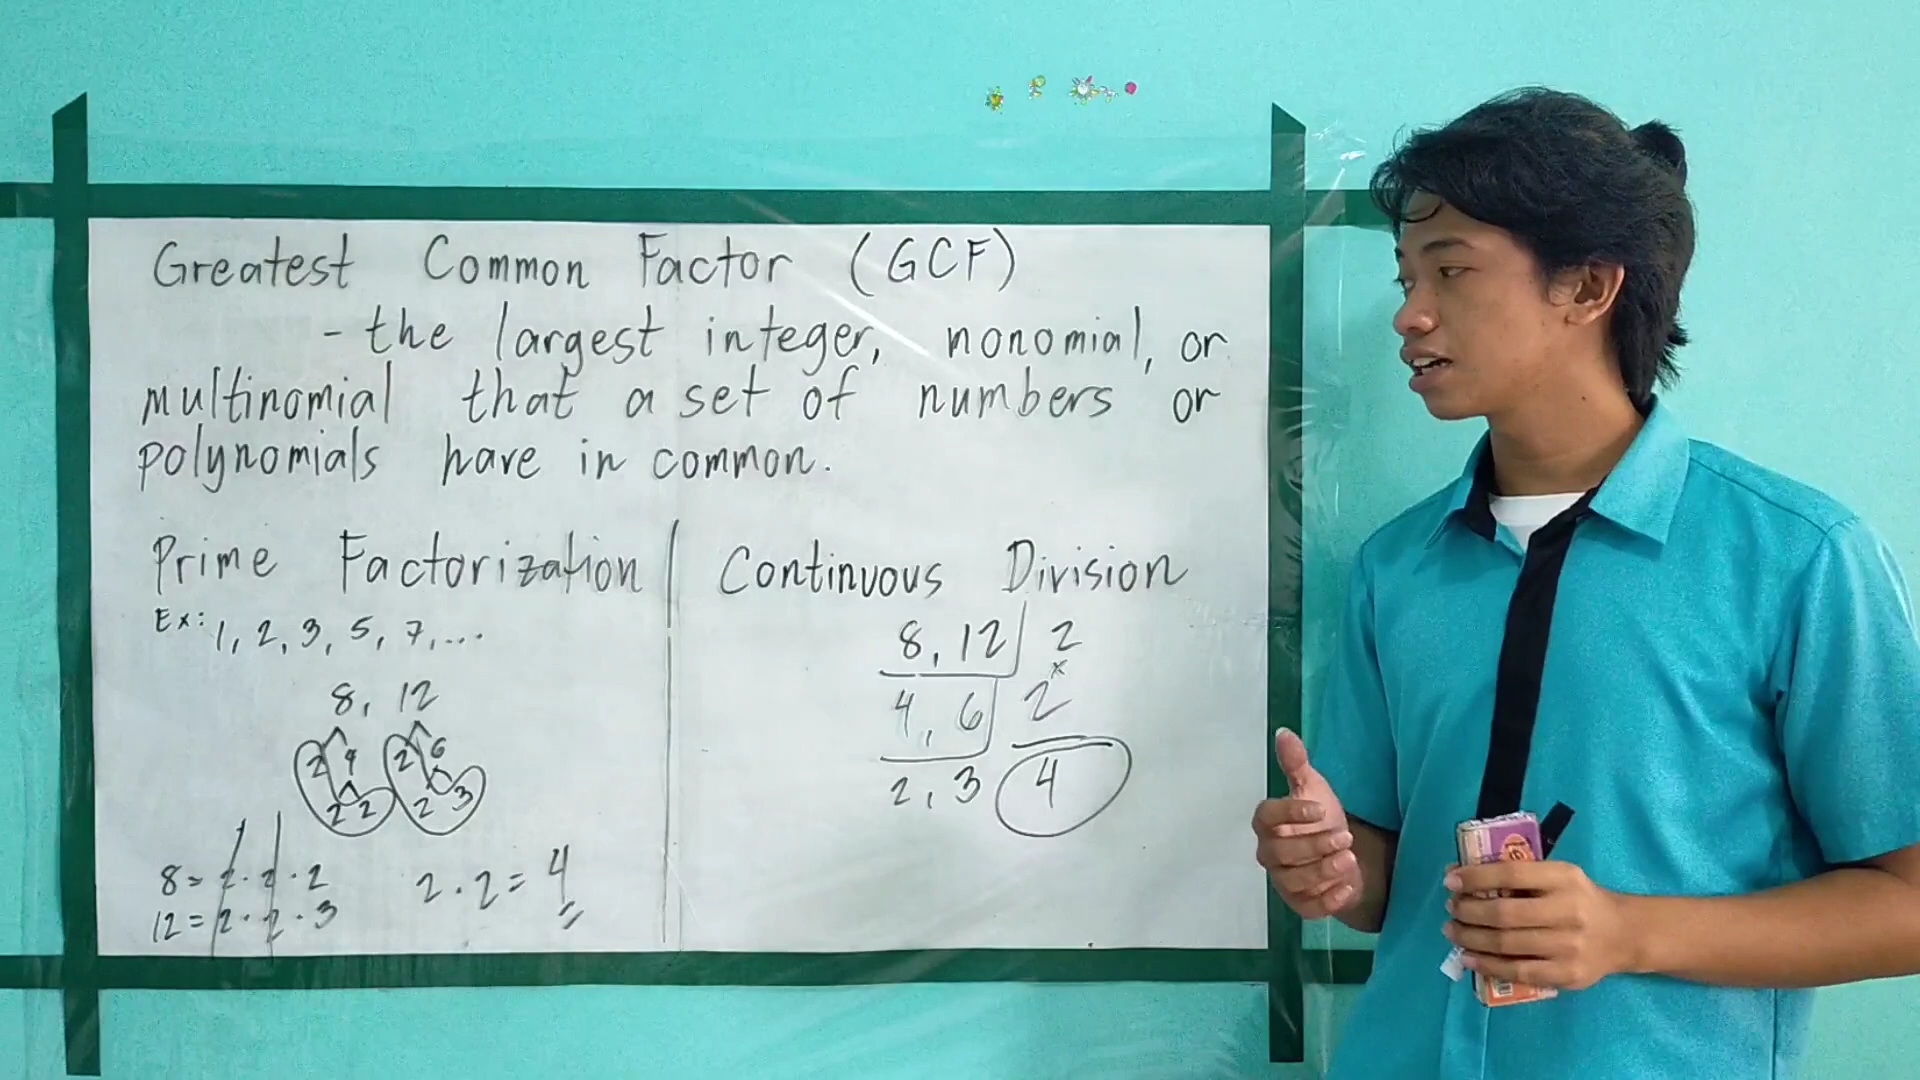 Greatest Common Factor (GCF)
- the largest integer, nonomial, or
multinomial that a set of numbers or
polynomials have in common.
Prime Factorization
Ex: 1, 2, 3, 5, 7, ...
8, 12
2 4 2 6
2 2 2 3
8 = 2 · 2 · 2
12 = 2 · 2 · 3
2 · 2 = 4
Continuous Division
8, 12 2
x
4, 6 2
2, 3 4